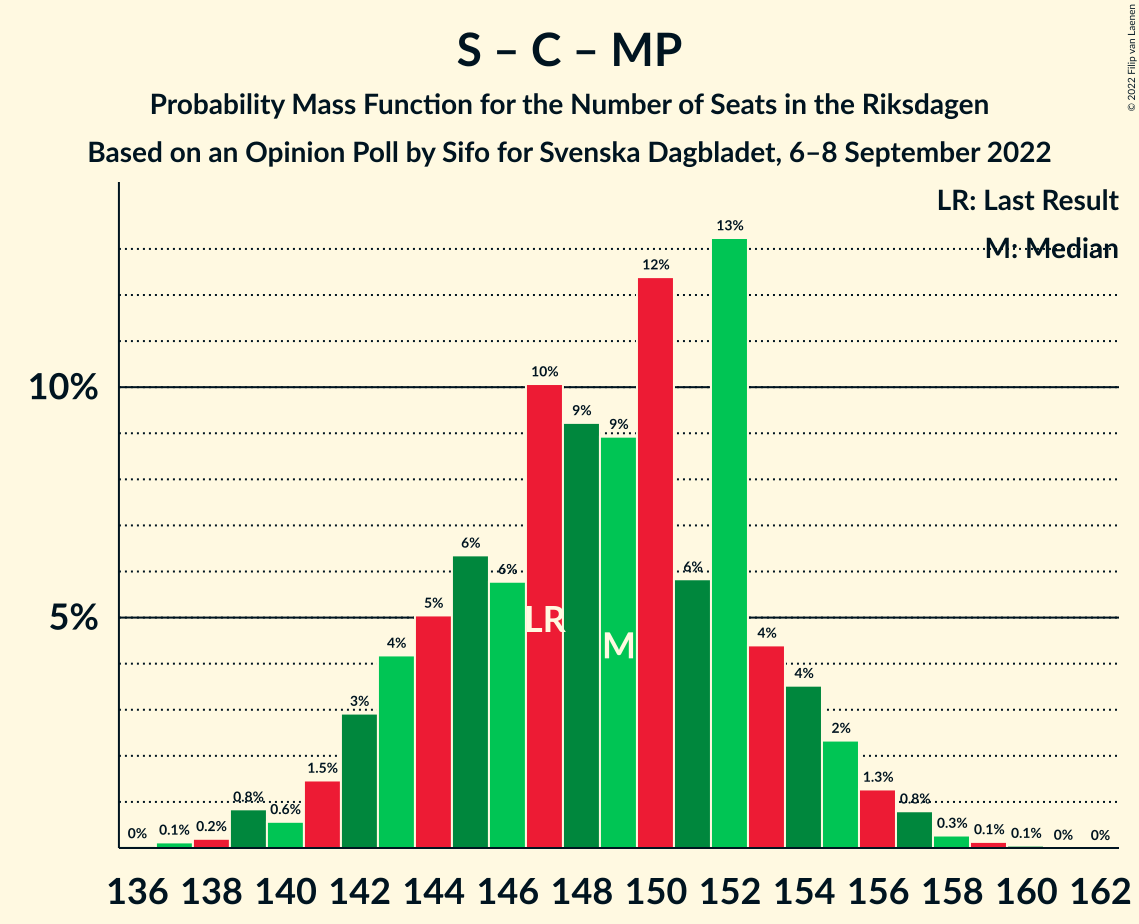 S – C – MP
Probability Mass Function for the Number of Seats in the Riksdagen
Based on an Opinion Poll by Sifo for Svenska Dagbladet, 6–8 September 2022
© 2022 Filip van Laenen
LR: Last Result
M: Median
10%
5%
0% 0.1% 0.2% 0.8% 0.6% 1.5% 3% 4% 5% 6% 6% 10% 9% 9% 12% 6% 13% 4% 4% 2% 1.3% 0.8% 0.3% 0.1% 0.1% 0% 0%
LR
M
136 138 140 142 144 146 148 150 152 154 156 158 160 162